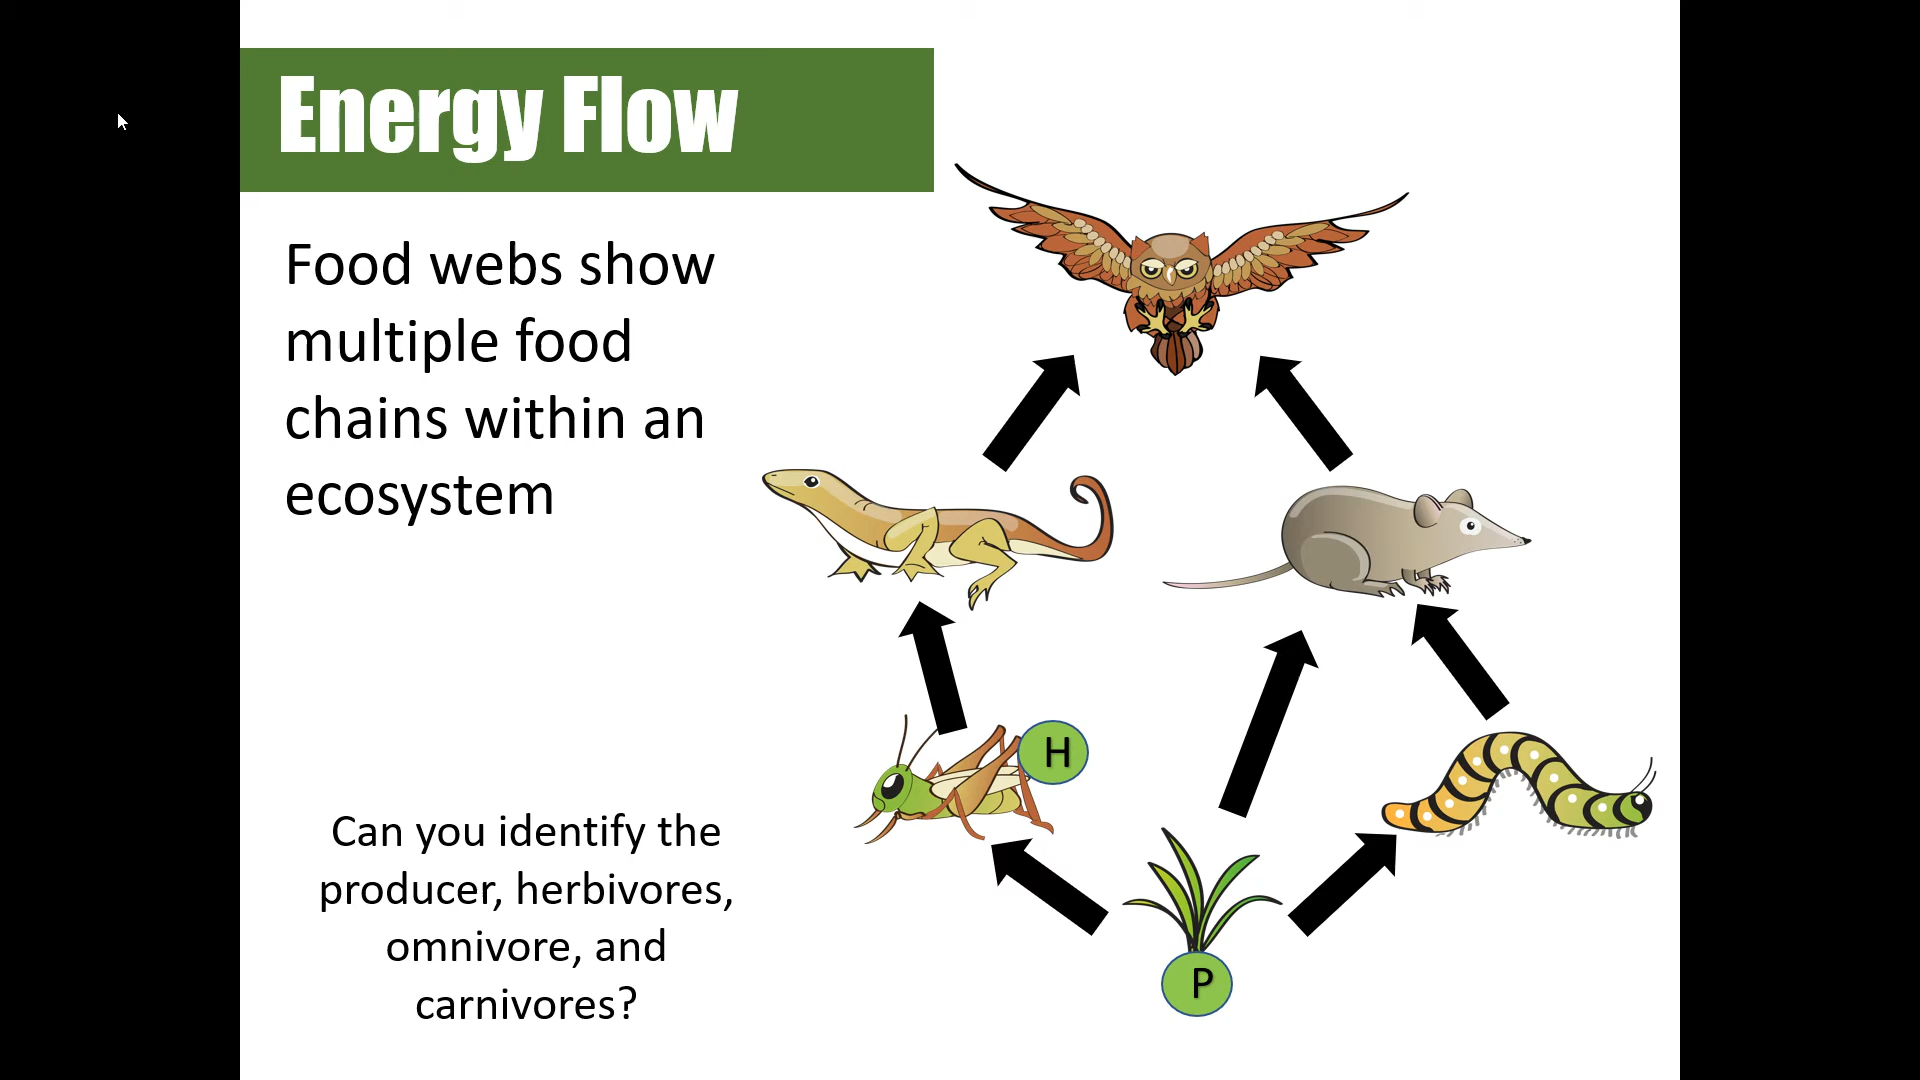 Energy Flow
Food webs show
multiple food
chains within an
ecosystem
H
Can you identify the
producer, herbivores,
omnivore, and
carnivores?
P